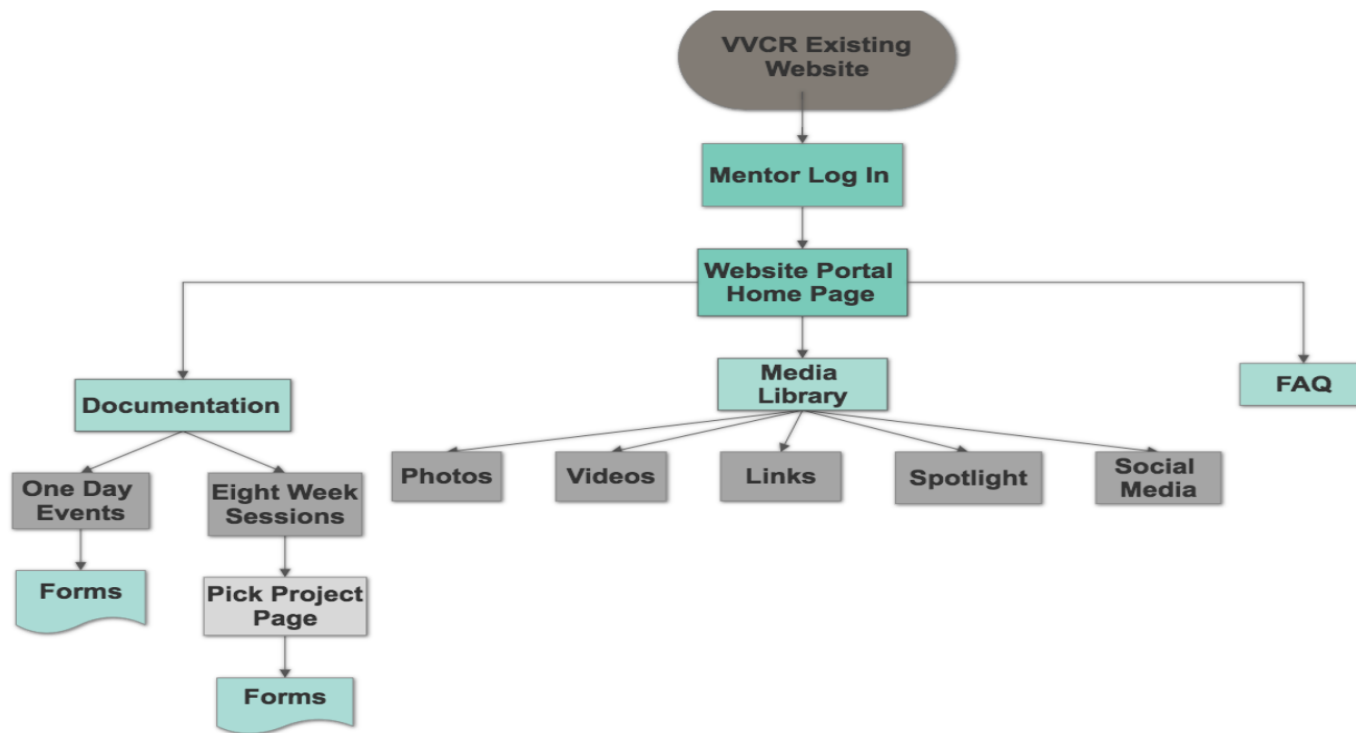 VVCR Existing
Website
Mentor Log In
Website Portal
Home Page
Media
Library
FAQ
Documentation
Photos
Videos
Links
Spotlight
Social
Media
One Day
Events
Eight Week
Sessions
Forms
Pick Project
Page
Forms